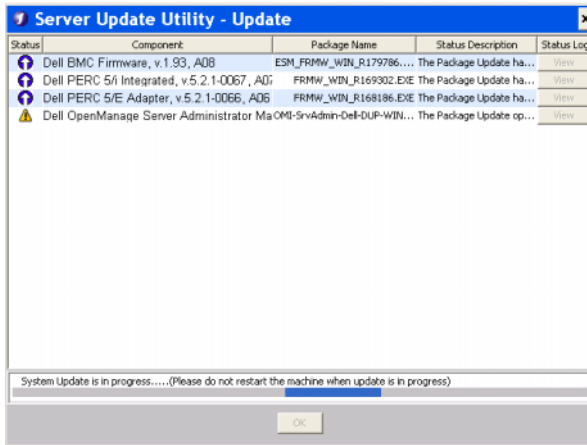 Server Update Utility - Update
Status Component Package Name Status Description Status Log
Dell BMC Firmware, v.1.93, A08 ESM_FRMW_WIN_R179786.... The Package Update ha... View
Dell PERC 5/i Integrated, v.5.2.1-0067, A07 FRMW_WIN_R169302.EXE The Package Update ha... View
Dell PERC 5/E Adapter, v.5.2.1-0066, A06 FRMW_WIN_R168186.EXE The Package Update ha... View
Dell OpenManage Server Administrator Ma OMI-SrvAdmin-Dell-DUP-WIN... The Package Update op... View
System Update is in progress.....(Please do not restart the machine when update is in progress)
OK